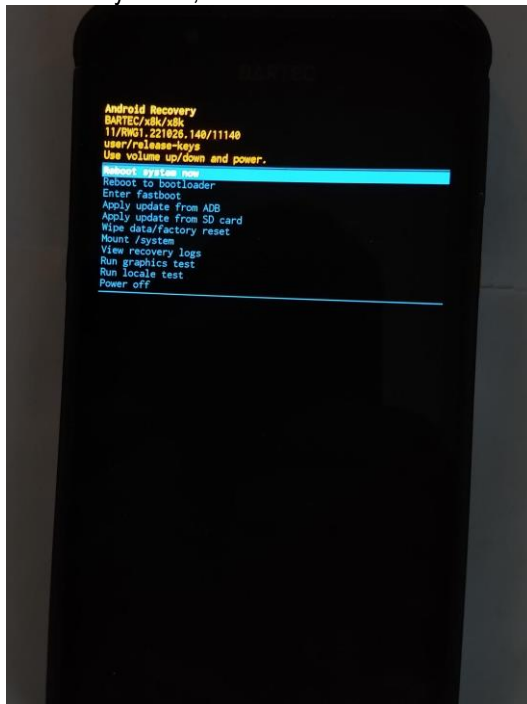 BARTEC
Android Recovery
BARTEC/x8k/x8k
11/RWG1.221026.140/11140
user/release-keys
Use volume up/down and power.
Reboot system now
Reboot to bootloader
Enter fastboot
Apply update from ADB
Apply update from SD card
Wipe data/factory reset
Mount /system
View recovery logs
Run graphics test
Run locale test
Power off